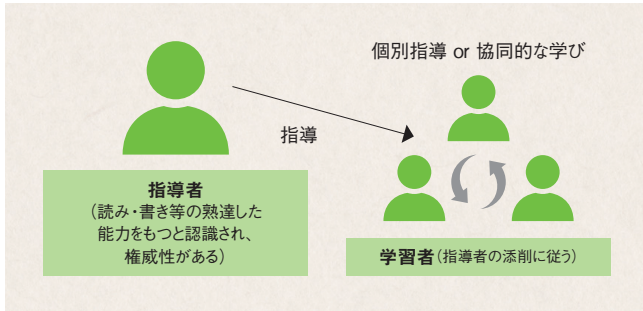 個別指導 or 協同的な学び
指導
指導者
（読み・書き等の熟達した
能力をもつと認識され、
権威性がある）
学習者（指導者の添削に従う）